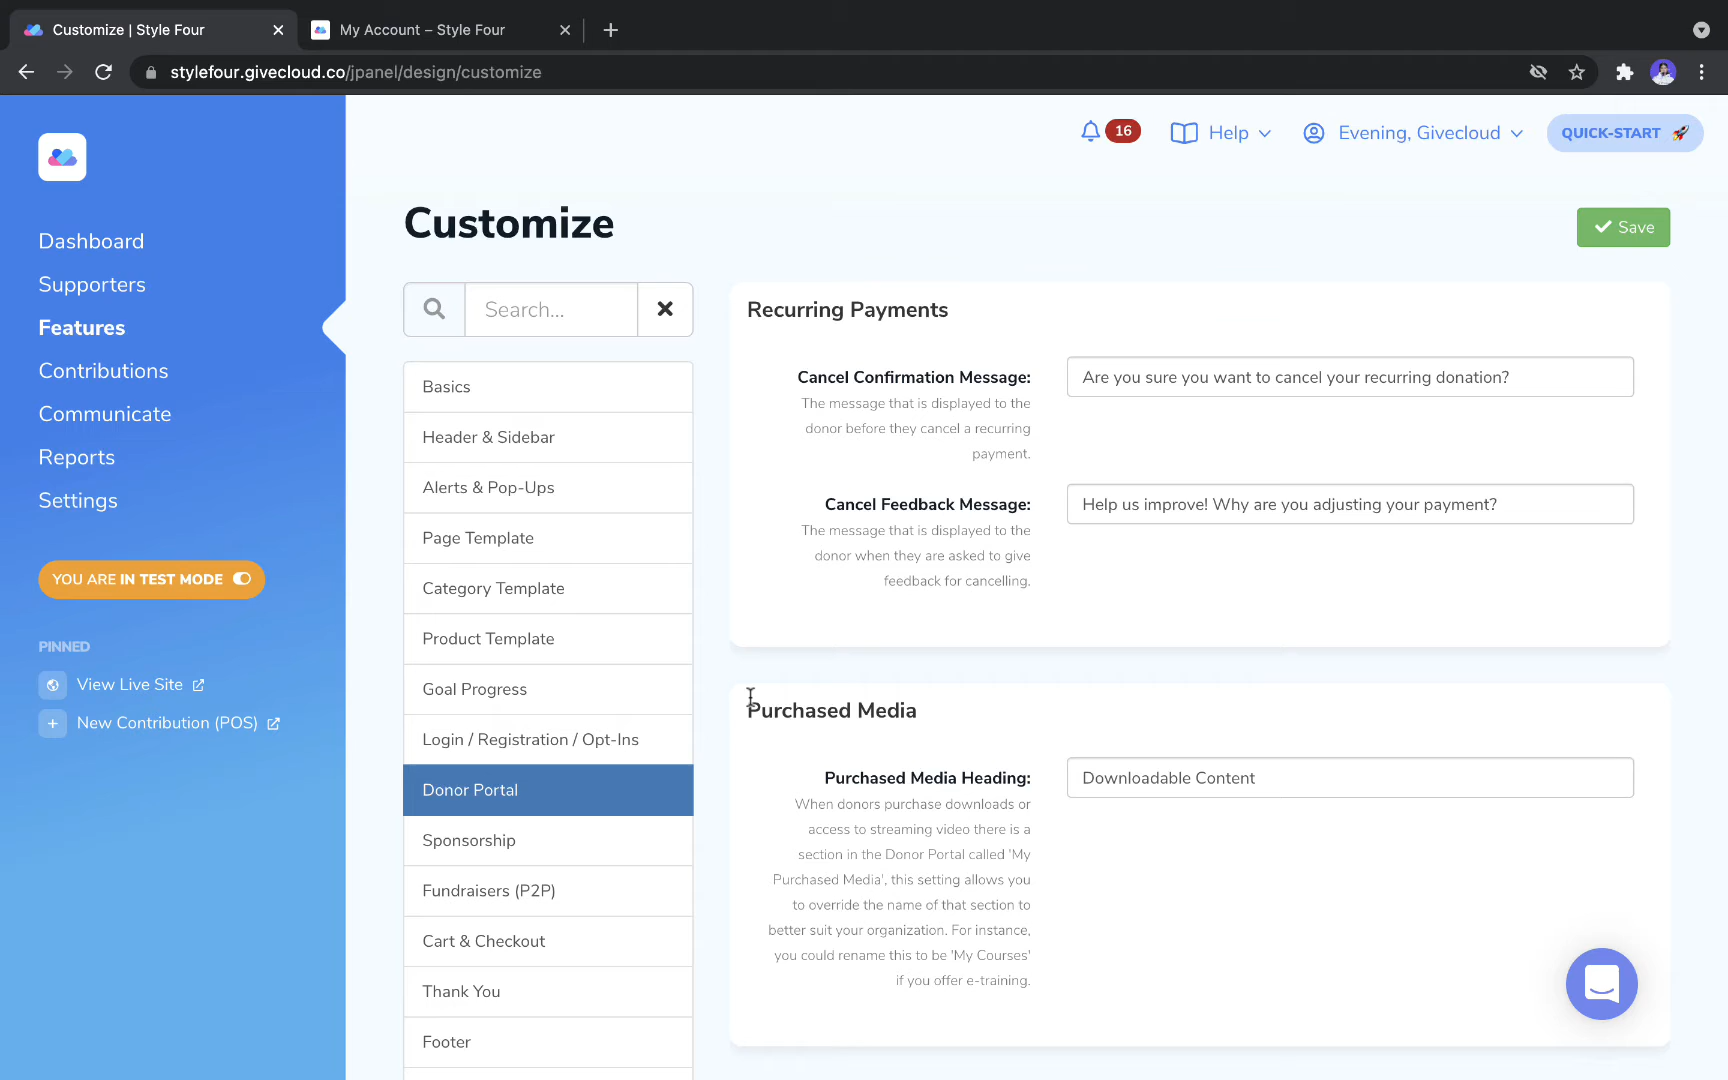 Customize | Style Four
My Account – Style Four
stylefour.givecloud.co/jpanel/design/customize
16
Help
Evening, Givecloud
QUICK-START
Dashboard
Supporters
Features
Contributions
Communicate
Reports
Settings
YOU ARE IN TEST MODE
PINNED
View Live Site
New Contribution (POS)
Customize
Save
Search...
Basics
Header & Sidebar
Alerts & Pop-Ups
Page Template
Category Template
Product Template
Goal Progress
Login / Registration / Opt-Ins
Donor Portal
Sponsorship
Fundraisers (P2P)
Cart & Checkout
Thank You
Footer
Recurring Payments
Cancel Confirmation Message:
The message that is displayed to the
donor before they cancel a recurring
payment.
Are you sure you want to cancel your recurring donation?
Cancel Feedback Message:
The message that is displayed to the
donor when they are asked to give
feedback for cancelling.
Help us improve! Why are you adjusting your payment?
Purchased Media
Purchased Media Heading:
When donors purchase downloads or
access to streaming video there is a
section in the Donor Portal called 'My
Purchased Media', this setting allows you
to override the name of that section to
better suit your organization. For instance,
you could rename this to be 'My Courses'
if you offer e-training.
Downloadable Content